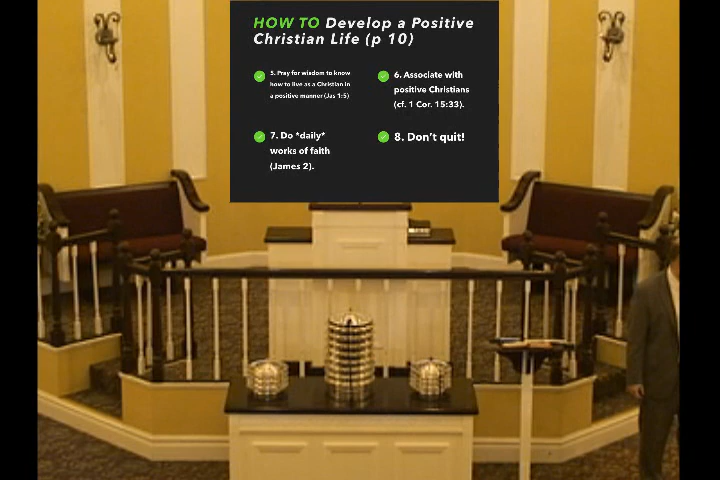 HOW TO Develop a Positive
Christian Life (p 10)
5. Pray for wisdom to know
how to live as a Christian in
a positive manner (Jas 1:5)
6. Associate with
positive Christians
(cf. 1 Cor. 15:33).
7. Do *daily*
works of faith
(James 2).
8. Don't quit!